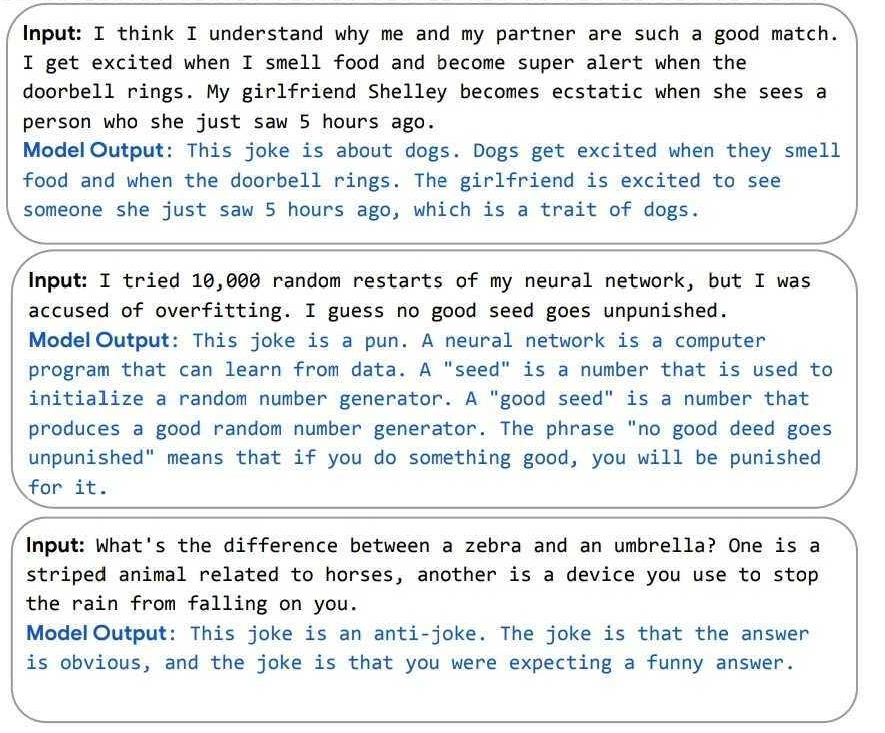 Input: I think I understand why me and my partner are such a good match.
I get excited when I smell food and become super alert when the
doorbell rings. My girlfriend Shelley becomes ecstatic when she sees a
person who she just saw 5 hours ago.
Model Output: This joke is about dogs. Dogs get excited when they smell
food and when the doorbell rings. The girlfriend is excited to see
someone she just saw 5 hours ago, which is a trait of dogs.
Input: I tried 10,000 random restarts of my neural network, but I was
accused of overfitting. I guess no good seed goes unpunished.
Model Output: This joke is a pun. A neural network is a computer
program that can learn from data. A "seed" is a number that is used to
initialize a random number generator. A "good seed" is a number that
produces a good random number generator. The phrase "no good deed goes
unpunished" means that if you do something good, you will be punished
for it.
Input: What's the difference between a zebra and an umbrella? One is a
striped animal related to horses, another is a device you use to stop
the rain from falling on you.
Model Output: This joke is an anti-joke. The joke is that the answer
is obvious, and the joke is that you were expecting a funny answer.